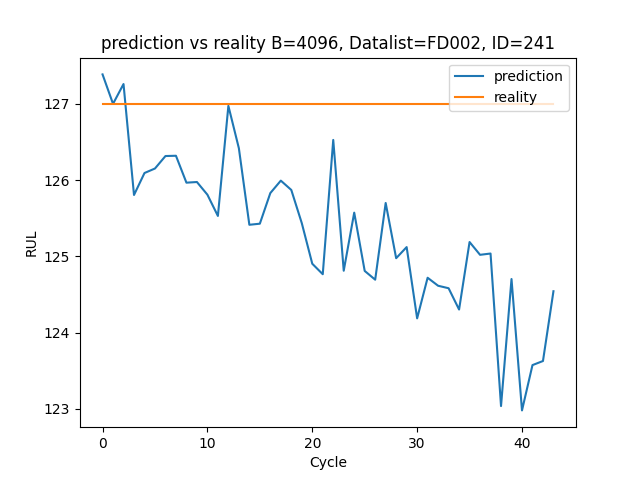 prediction vs reality B=4096, Datalist=FD002, ID=241
prediction
reality
127
126
125
124
123
RUL
0 10 20 30 40
Cycle